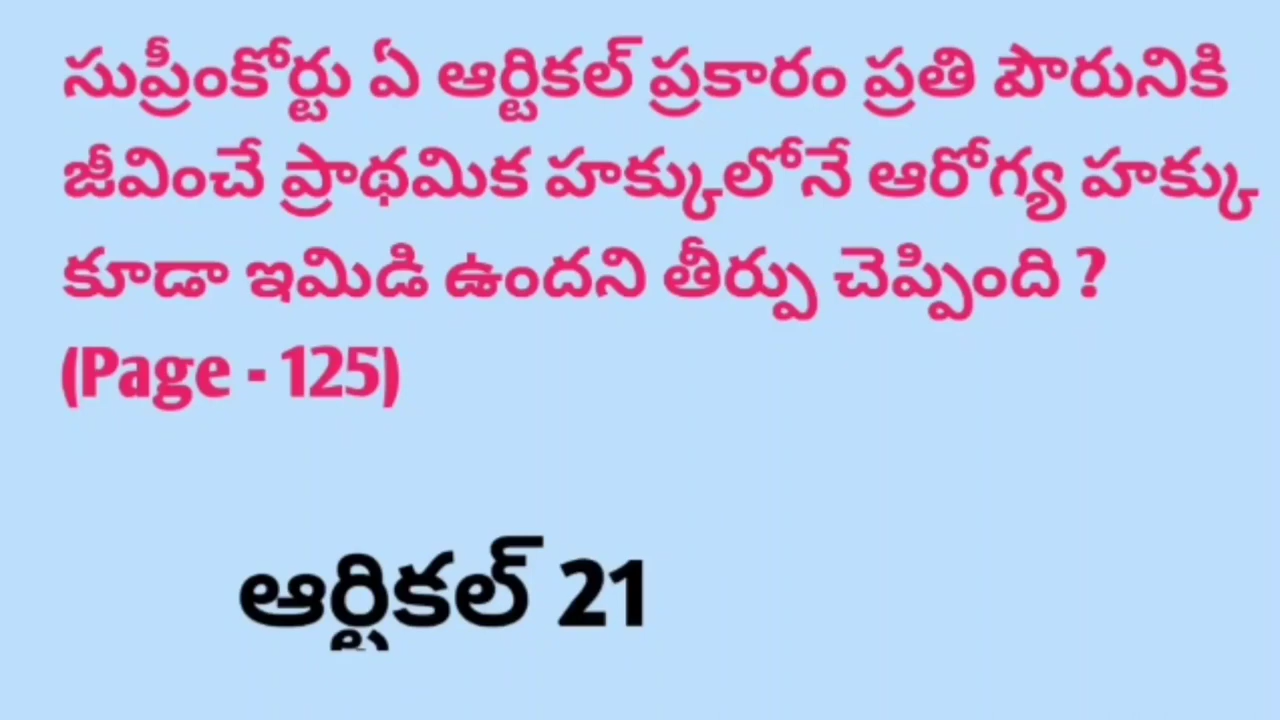 సుప్రీంకోర్టు ఏ ఆర్టికల్ ప్రకారం ప్రతి పౌరునికి
జీవించే ప్రాథమిక హక్కులోనే ఆరోగ్య హక్కు
కూడా ఇమిడి ఉందని తీర్పు చెప్పింది ?
(Page - 125)
ఆర్టికల్ 21